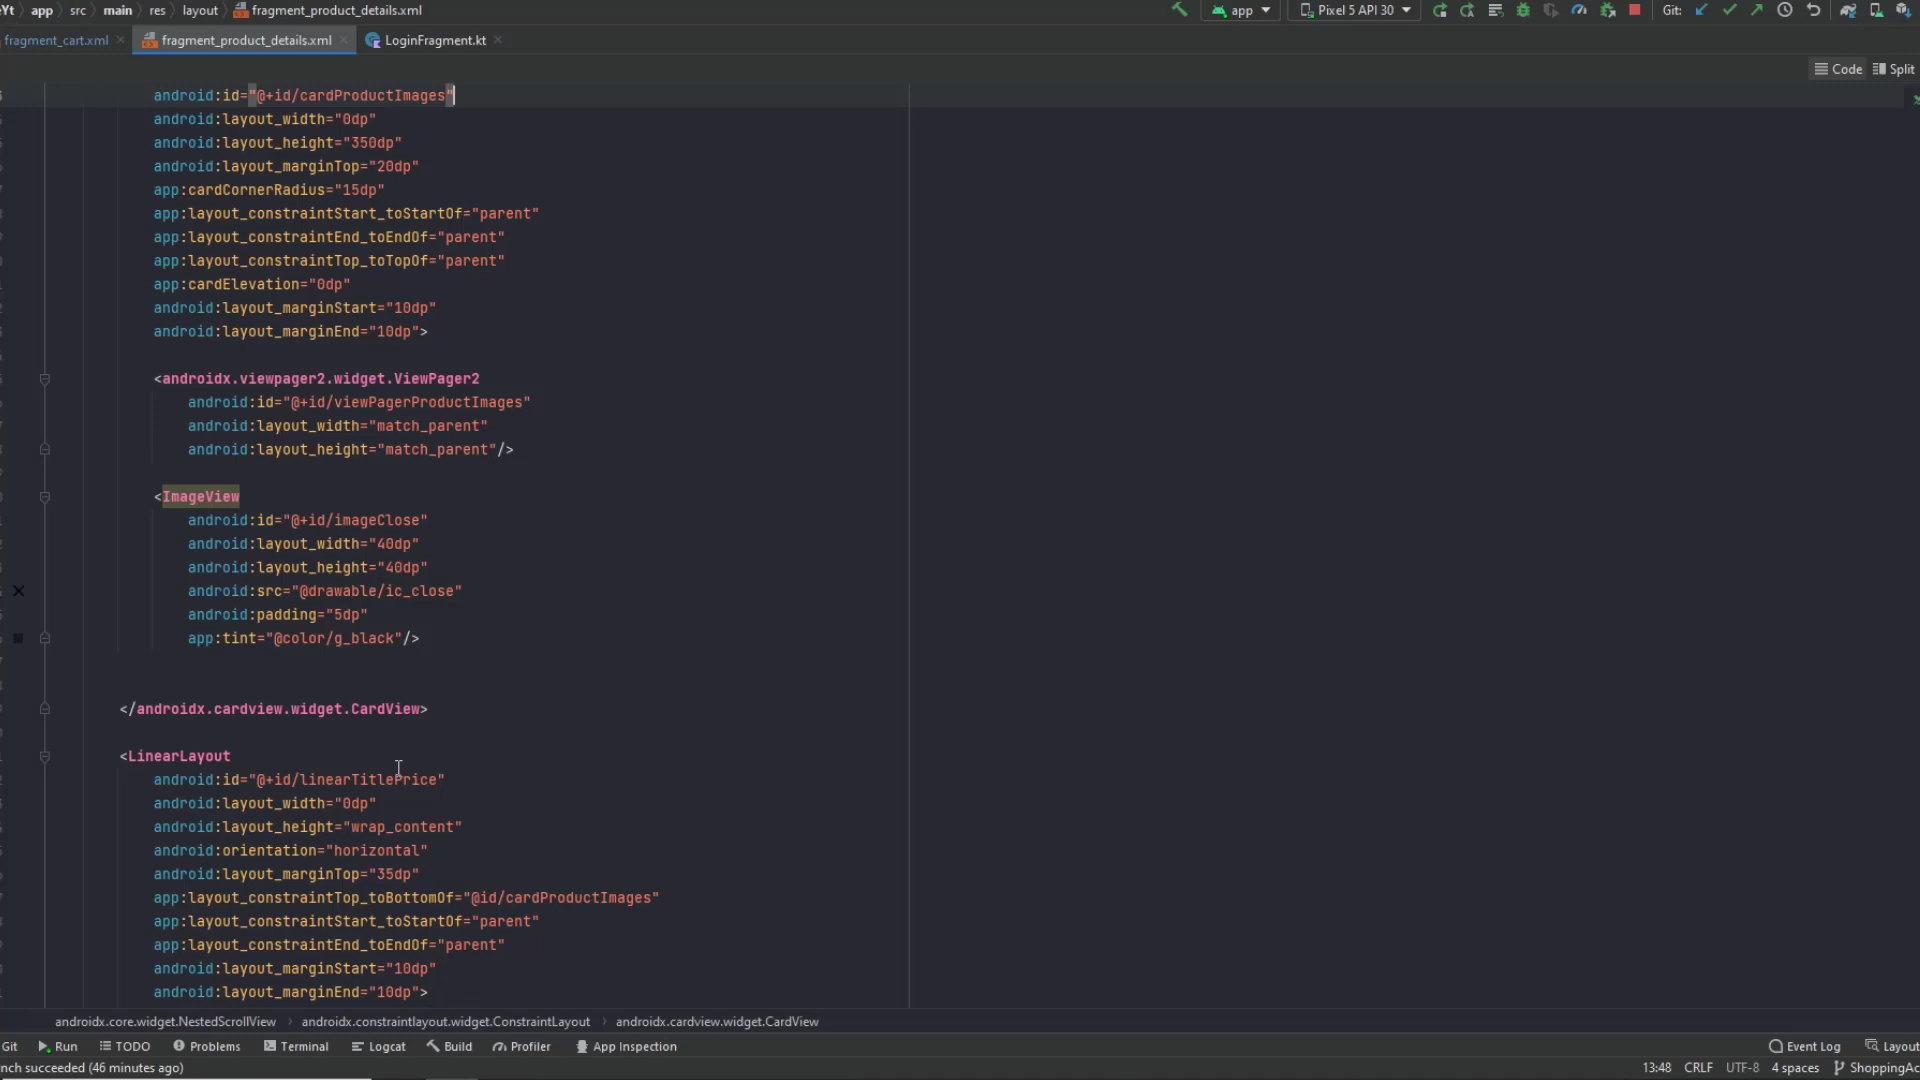 Yt app src main res layout fragment_product_details.xml
app Pixel 5 API 30 Git:
fragment_cart.xml fragment_product_details.xml LoginFragment.kt
Code Split
android:id="@+id/cardProductImages"
android:layout_width="0dp"
android:layout_height="350dp"
android:layout_marginTop="20dp"
app:cardCornerRadius="15dp"
app:layout_constraintStart_toStartOf="parent"
app:layout_constraintEnd_toEndOf="parent"
app:layout_constraintTop_toTopOf="parent"
app:cardElevation="0dp"
android:layout_marginStart="10dp"
android:layout_marginEnd="10dp">
<androidx.viewpager2.widget.ViewPager2
android:id="@+id/viewPagerProductImages"
android:layout_width="match_parent"
android:layout_height="match_parent"/>
<ImageView
android:id="@+id/imageClose"
android:layout_width="40dp"
android:layout_height="40dp"
android:src="@drawable/ic_close"
android:padding="5dp"
app:tint="@color/g_black"/>
</androidx.cardview.widget.CardView>
<LinearLayout
android:id="@+id/linearTitlePrice"
android:layout_width="0dp"
android:layout_height="wrap_content"
android:orientation="horizontal"
android:layout_marginTop="35dp"
app:layout_constraintTop_toBottomOf="@id/cardProductImages"
app:layout_constraintStart_toStartOf="parent"
app:layout_constraintEnd_toEndOf="parent"
android:layout_marginStart="10dp"
android:layout_marginEnd="10dp">
androidx.core.widget.NestedScrollView androidx.constraintlayout.widget.ConstraintLayout androidx.cardview.widget.CardView
Git Run TODO Problems Terminal Logcat Build Profiler App Inspection Event Log Layout
nch succeeded (46 minutes ago) 13:48 CRLF UTF-8 4 spaces ShoppingAc